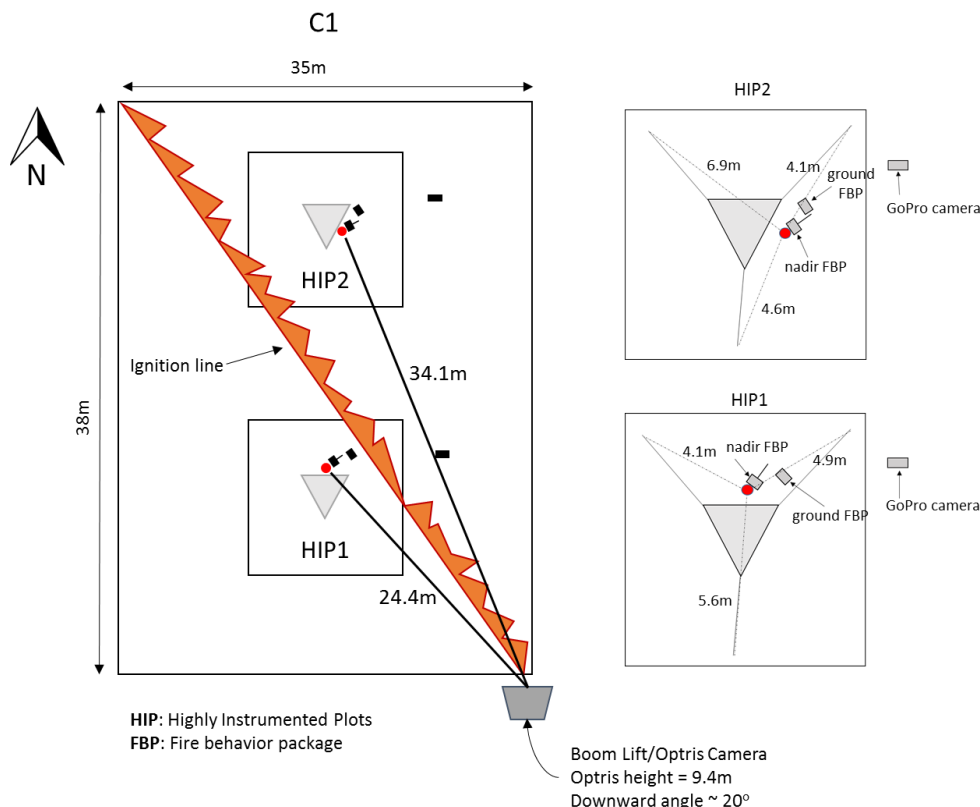 C1
35m
N
38m
HIP2
Ignition line
34.1m
HIP1
24.4m
HIP: Highly Instrumented Plots
FBP: Fire behavior package
Boom Lift/Optris Camera
Optris height = 9.4m
Downward angle ~ 20°
HIP2
6.9m
4.1m
ground
FBP
GoPro camera
nadir FBP
4.6m
HIP1
4.1m
nadir FBP
4.9m
ground FBP
GoPro camera
5.6m